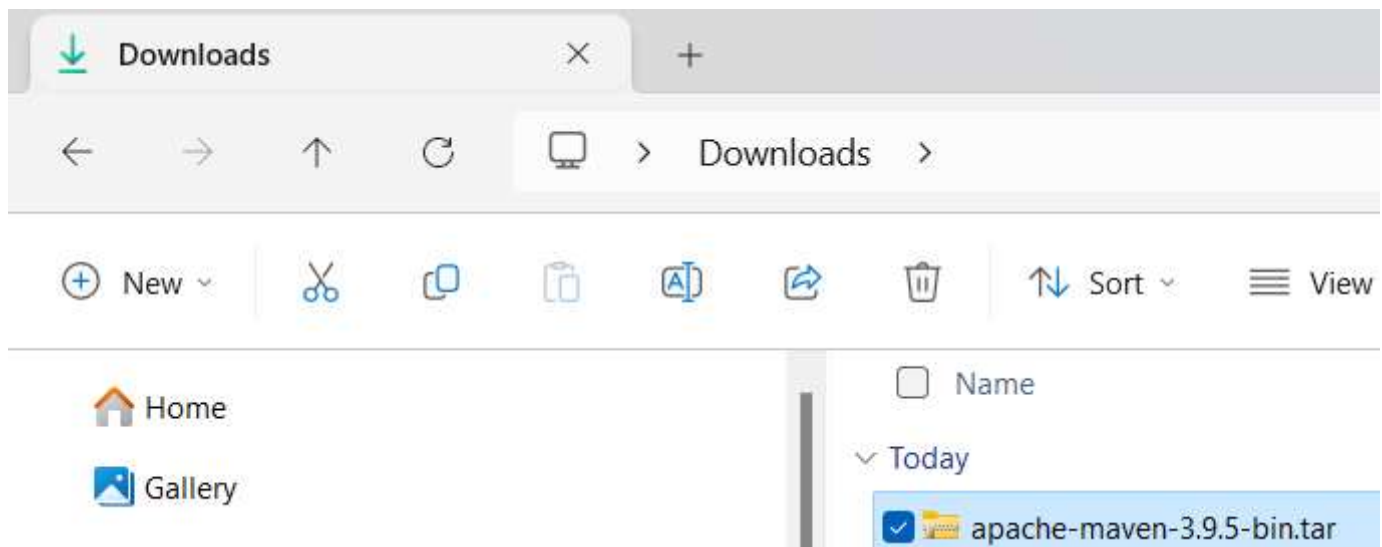 Downloads
Downloads
New
Sort
View
Home
Gallery
Name
Today
apache-maven-3.9.5-bin.tar